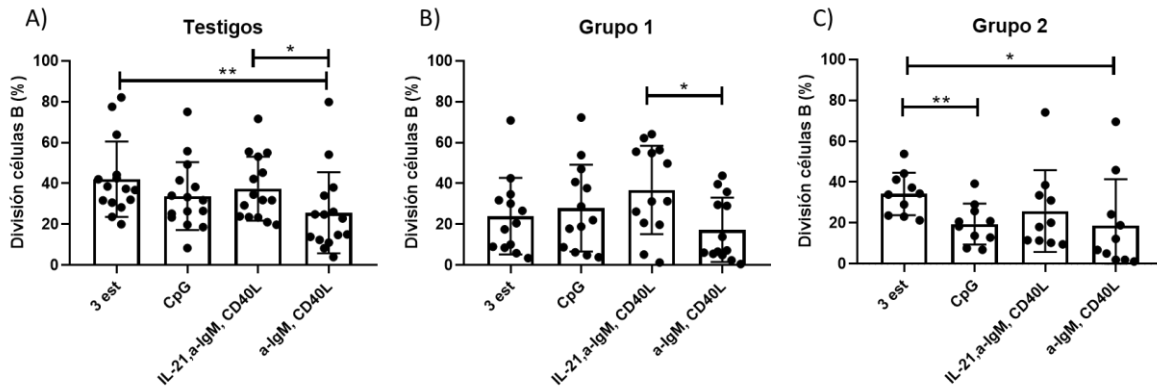 A)
Testigos
División células B (%)
100
80
60
40
20
0
**
*
3 est
CpG
IL-21,a-IgM, CD40L
a-IgM, CD40L
B)
Grupo 1
División células B (%)
100
80
60
40
20
0
*
3 est
CpG
IL-21,a-IgM, CD40L
a-IgM, CD40L
C)
Grupo 2
División células B (%)
100
80
60
40
20
0
*
**
3 est
CpG
IL-21,a-IgM, CD40L
a-IgM, CD40L